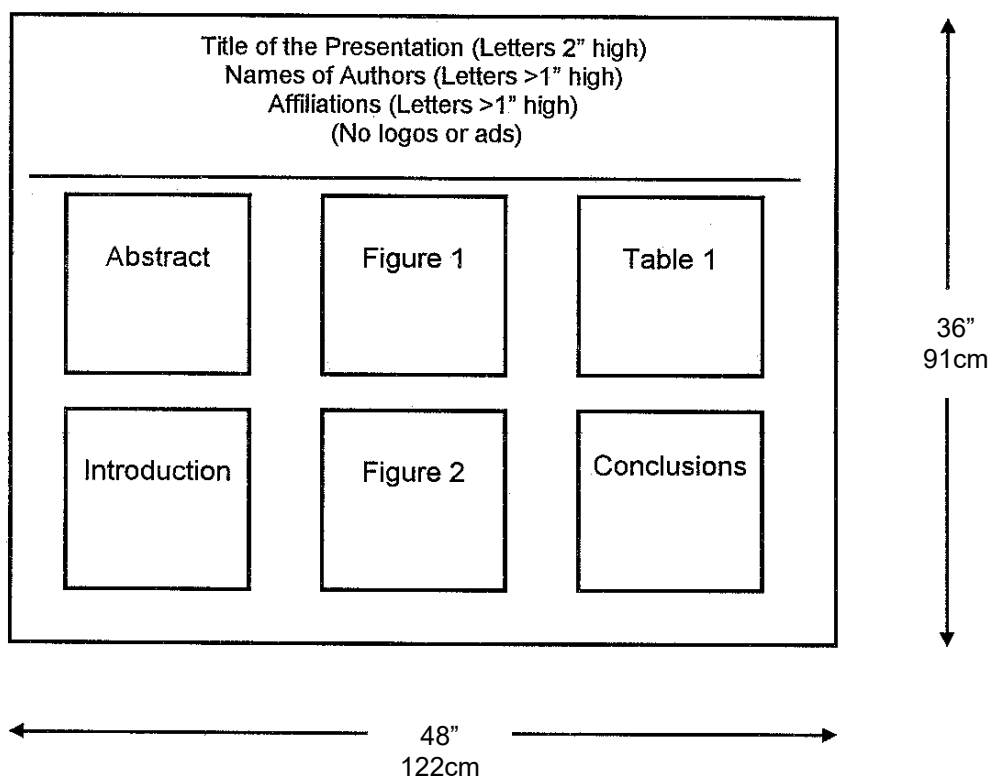 Title of the Presentation (Letters 2” high)
Names of Authors (Letters >1” high)
Affiliations (Letters >1” high)
(No logos or ads)
Abstract
Figure 1
Table 1
Introduction
Figure 2
Conclusions
36”
91cm
48”
122cm